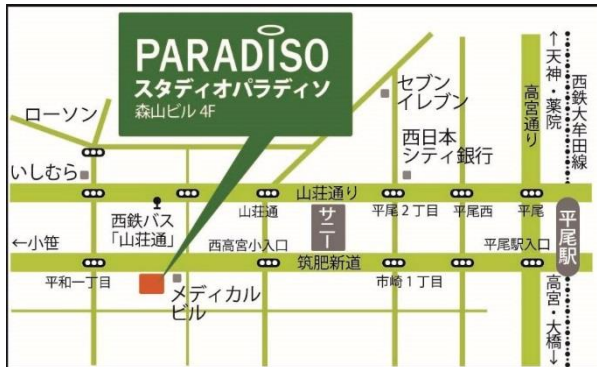 PARADISO
スタディオパラディソ
森山ビル 4F
ローソン
いしむら
セブン
イレブン
西日本
シティ銀行
高宮通り
↑天神・薬院
西鉄大牟田線
西鉄バス
「山荘通」
山荘通
山荘通り
サニー
平尾2丁目
平尾西
平尾
平尾駅
←小笹
西高宮小入口
筑肥新道
平尾駅入口
平和一丁目
メディカル
ビル
市崎1丁目
高宮・大橋↓